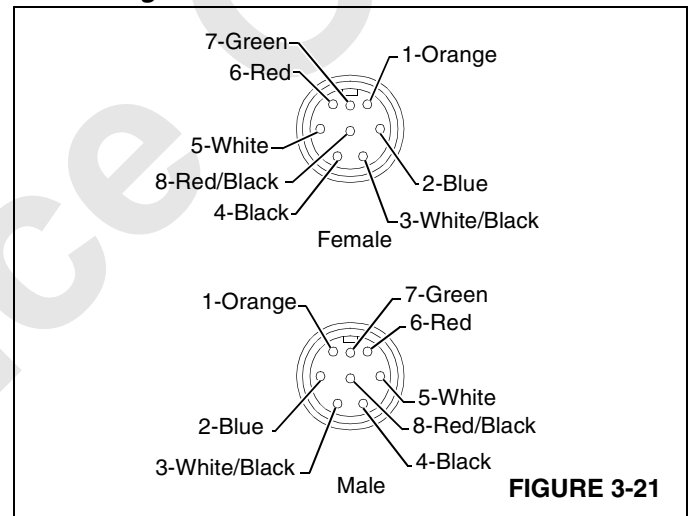 7-Green
1-Orange
6-Red
5-White
8-Red/Black
2-Blue
4-Black
3-White/Black
Female
1-Orange
7-Green
6-Red
5-White
2-Blue
8-Red/Black
3-White/Black
4-Black
Male
FIGURE 3-21